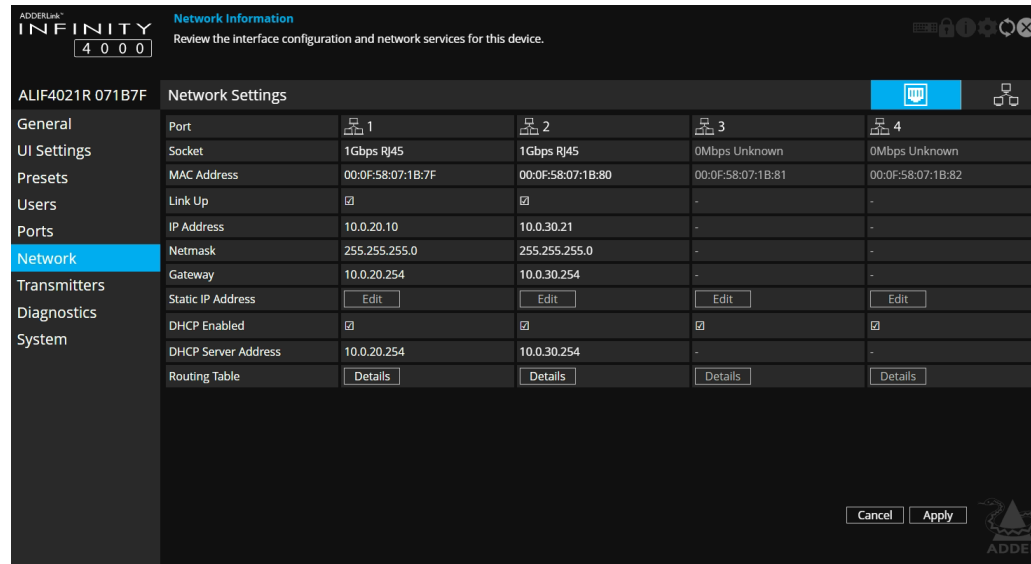 ADDERLink™
INFINITY
4000
Network Information
Review the interface configuration and network services for this device.
ALIF4021R 071B7F
Network Settings
General
UI Settings
Presets
Users
Ports
Network
Transmitters
Diagnostics
System
Port 1 2 3 4
Socket 1Gbps RJ45 1Gbps RJ45 0Mbps Unknown 0Mbps Unknown
MAC Address 00:0F:58:07:1B:7F 00:0F:58:07:1B:80 00:0F:58:07:1B:81 00:0F:58:07:1B:82
Link Up ☑ ☑ - -
IP Address 10.0.20.10 10.0.30.21 - -
Netmask 255.255.255.0 255.255.255.0 - -
Gateway 10.0.20.254 10.0.30.254 - -
Static IP Address Edit Edit Edit Edit
DHCP Enabled ☑ ☑ ☑ ☑
DHCP Server Address 10.0.20.254 10.0.30.254 - -
Routing Table Details Details Details Details
Cancel Apply
ADDE